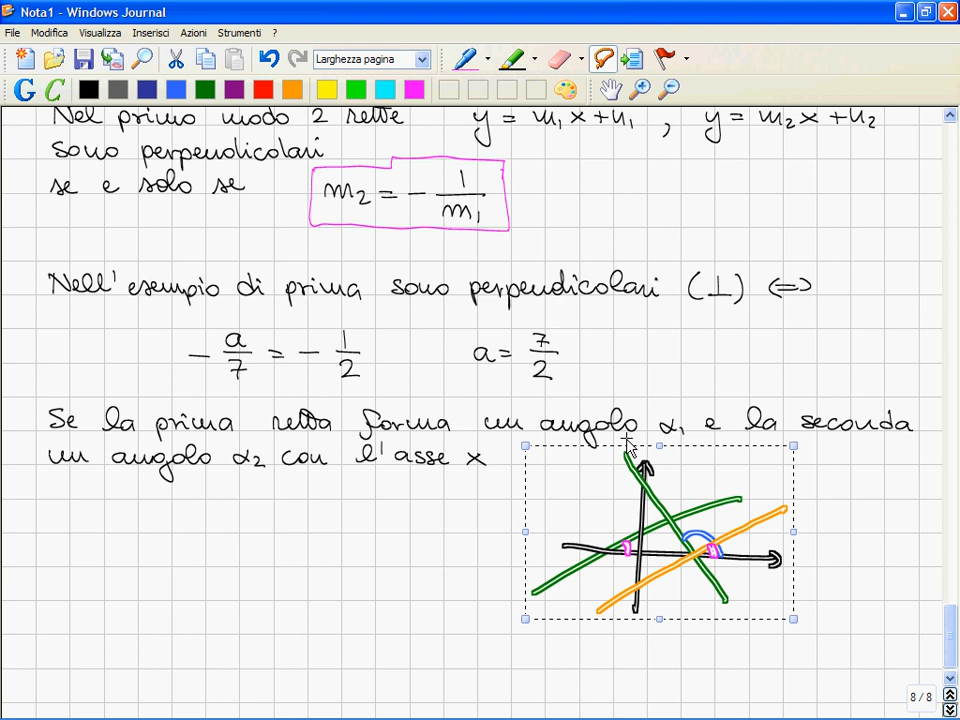 Nota1 - Windows Journal
File Modifica Visualizza Inserisci Azioni Strumenti ?
Larghezza pagina
Nel primo modo 2 rette y = m₁x+n₁ , y = m₂x+n₂
sono perpendicolari
se e solo se m₂ = - 1/m₁
Nell'esempio di prima sono perpendicolari (⊥) ⇔
- a/7 = - 1/2 a = 7/2
Se la prima retta forma un angolo α₁ e la seconda
un angolo α₂ con l'asse x
8/8